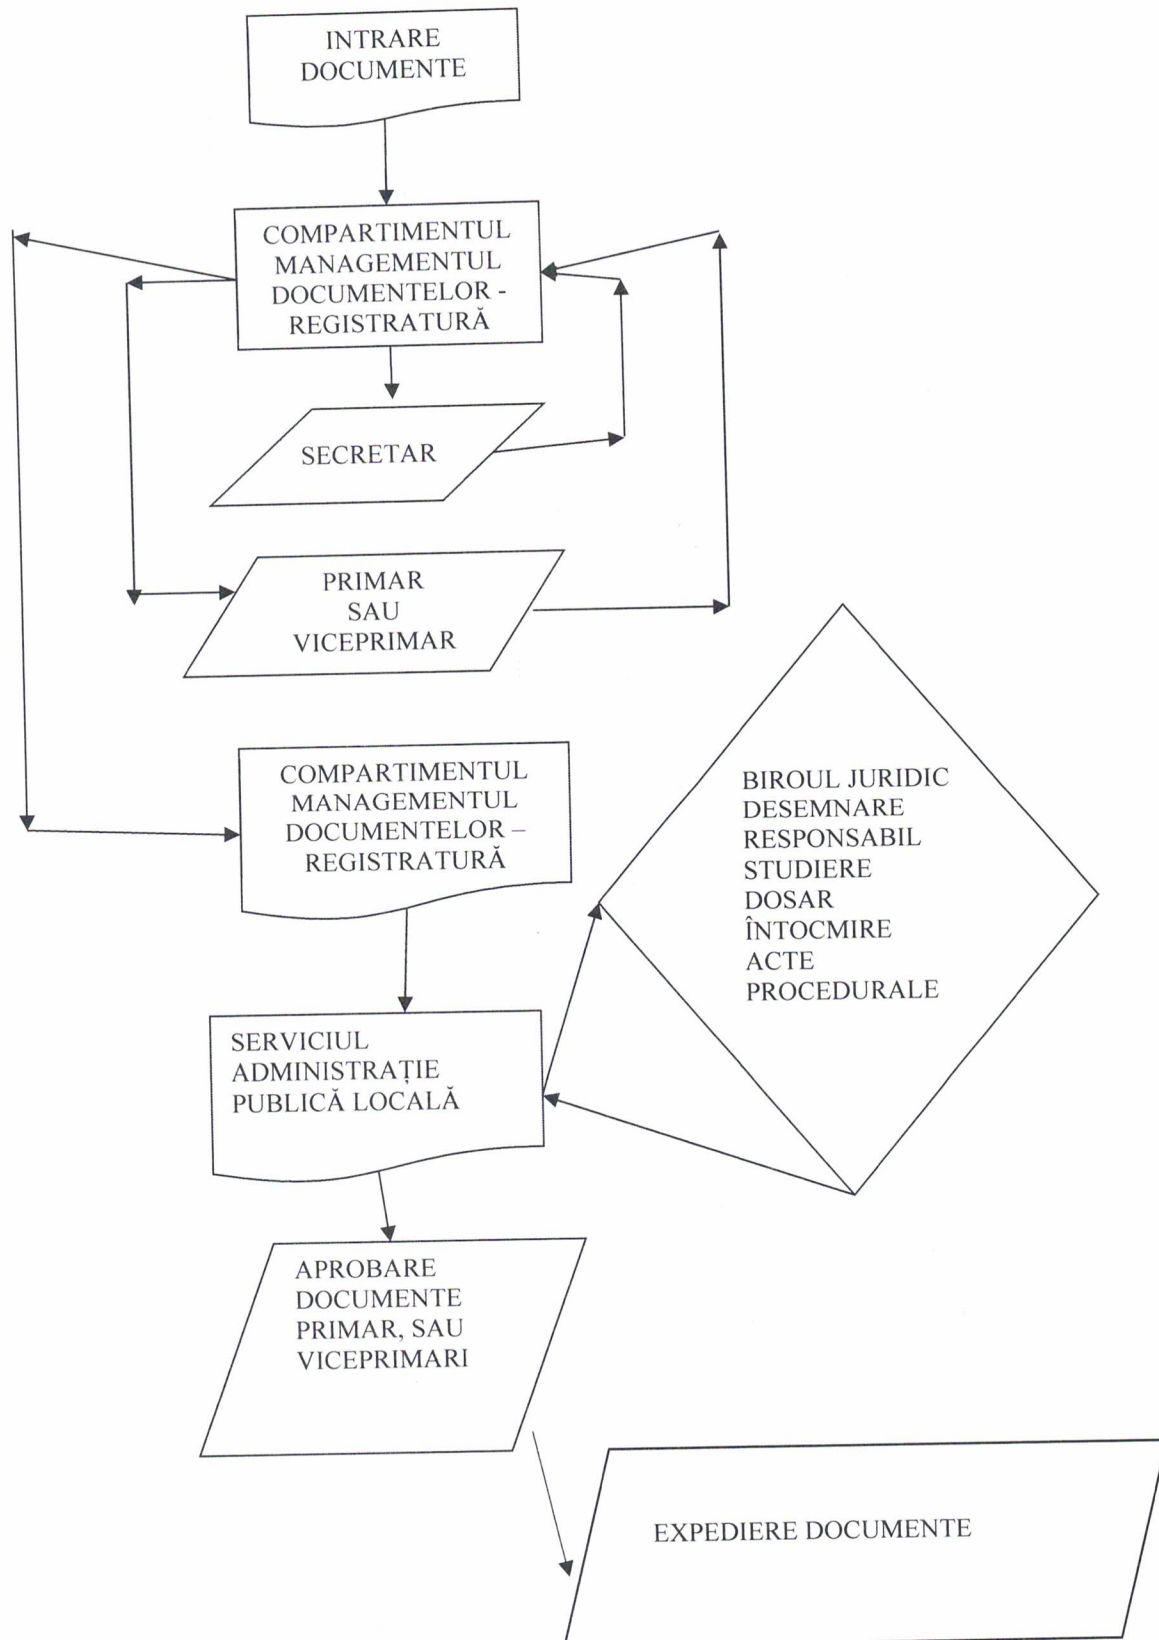 INTRARE
DOCUMENTE
COMPARTIMENTUL
MANAGEMENTUL
DOCUMENTELOR -
REGISTRATURĂ
SECRETAR
PRIMAR
SAU
VICEPRIMAR
COMPARTIMENTUL
MANAGEMENTUL
DOCUMENTELOR –
REGISTRATURĂ
BIROUL JURIDIC
DESEMNARE
RESPONSABIL
STUDIERE
DOSAR
ÎNTOCMIRE
ACTE
PROCEDURALE
SERVICIUL
ADMINISTRAȚIE
PUBLICĂ LOCALĂ
APROBARE
DOCUMENTE
PRIMAR, SAU
VICEPRIMARI
EXPEDIERE DOCUMENTE